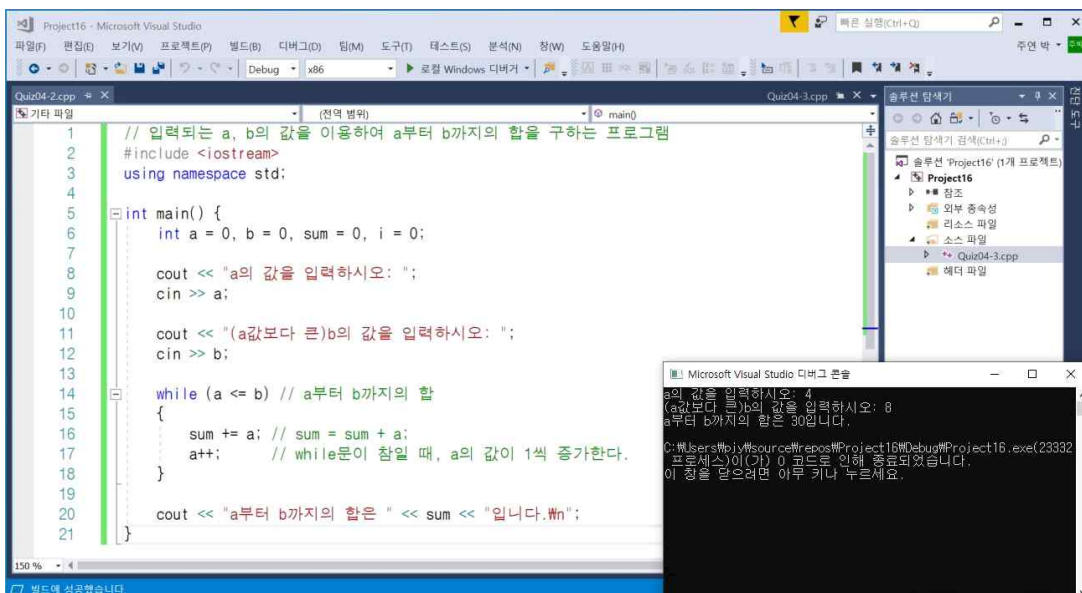 Project16 - Microsoft Visual Studio
빠른 실행(Ctrl+Q)
파일(F) 편집(E) 보기(V) 프로젝트(P) 빌드(B) 디버그(D) 팀(M) 도구(T) 테스트(S) 분석(N) 창(W) 도움말(H)
주연 박
Debug x86 로컬 Windows 디버거
Quiz04-2.cpp
Quiz04-3.cpp
기타 파일 (전역 범위) main()
1 // 입력되는 a, b의 값을 이용하여 a부터 b까지의 합을 구하는 프로그램
2 #include <iostream>
3 using namespace std;
4
5 int main() {
6 int a = 0, b = 0, sum = 0, i = 0;
7
8 cout << "a의 값을 입력하시오: ";
9 cin >> a;
10
11 cout << "(a값보다 큰)b의 값을 입력하시오: ";
12 cin >> b;
13
14 while (a <= b) // a부터 b까지의 합
15 {
16 sum += a; // sum = sum + a;
17 a++; // while문이 참일 때, a의 값이 1씩 증가한다.
18 }
19
20 cout << "a부터 b까지의 합은 " << sum << "입니다.₩n";
21 }
150 %
빌드에 성공했습니다.
솔루션 탐색기
솔루션 탐색기 검색(Ctrl+;)
솔루션 'Project16' (1개 프로젝트)
Project16
참조
외부 종속성
리소스 파일
소스 파일
Quiz04-3.cpp
헤더 파일
진단 도구
Microsoft Visual Studio 디버그 콘솔
a의 값을 입력하시오: 4
(a값보다 큰)b의 값을 입력하시오: 8
a부터 b까지의 합은 30입니다.
C:₩Users₩pjy₩source₩repos₩Project16₩Debug₩Project16.exe(23332
프로세스)이(가) 0 코드로 인해 종료되었습니다.
이 창을 닫으려면 아무 키나 누르세요.